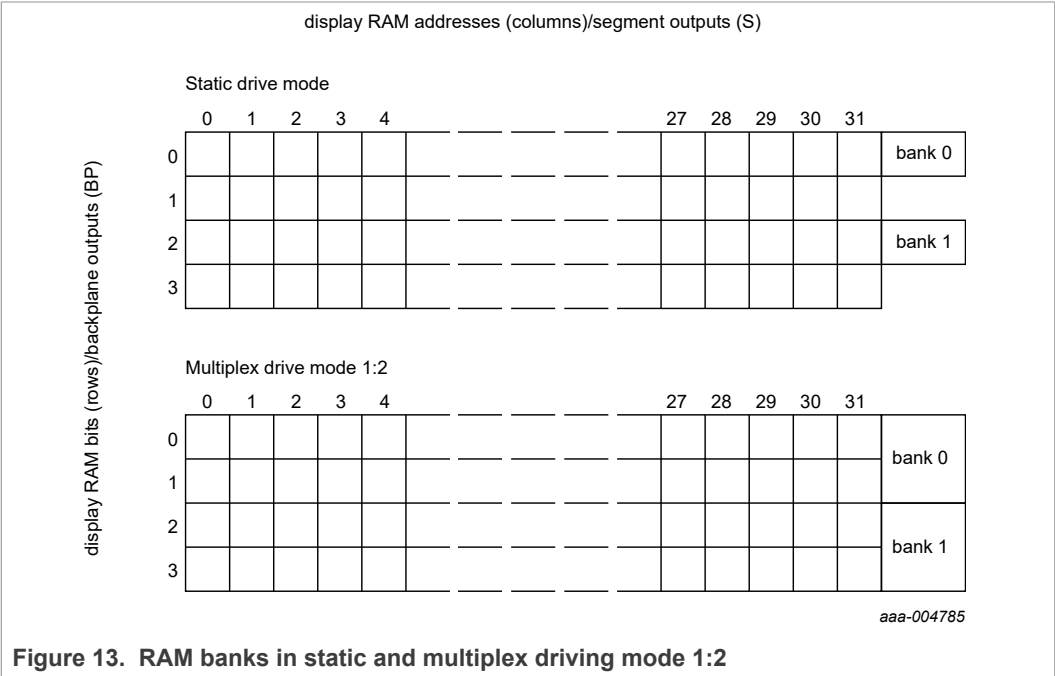 display RAM addresses (columns)/segment outputs (S)
Static drive mode
0 1 2 3 4 27 28 29 30 31
0 bank 0
1
2 bank 1
3
display RAM bits (rows)/backplane outputs (BP)
Multiplex drive mode 1:2
0 1 2 3 4 27 28 29 30 31
0
bank 0
1
2
bank 1
3
aaa-004785
Figure 13. RAM banks in static and multiplex driving mode 1:2